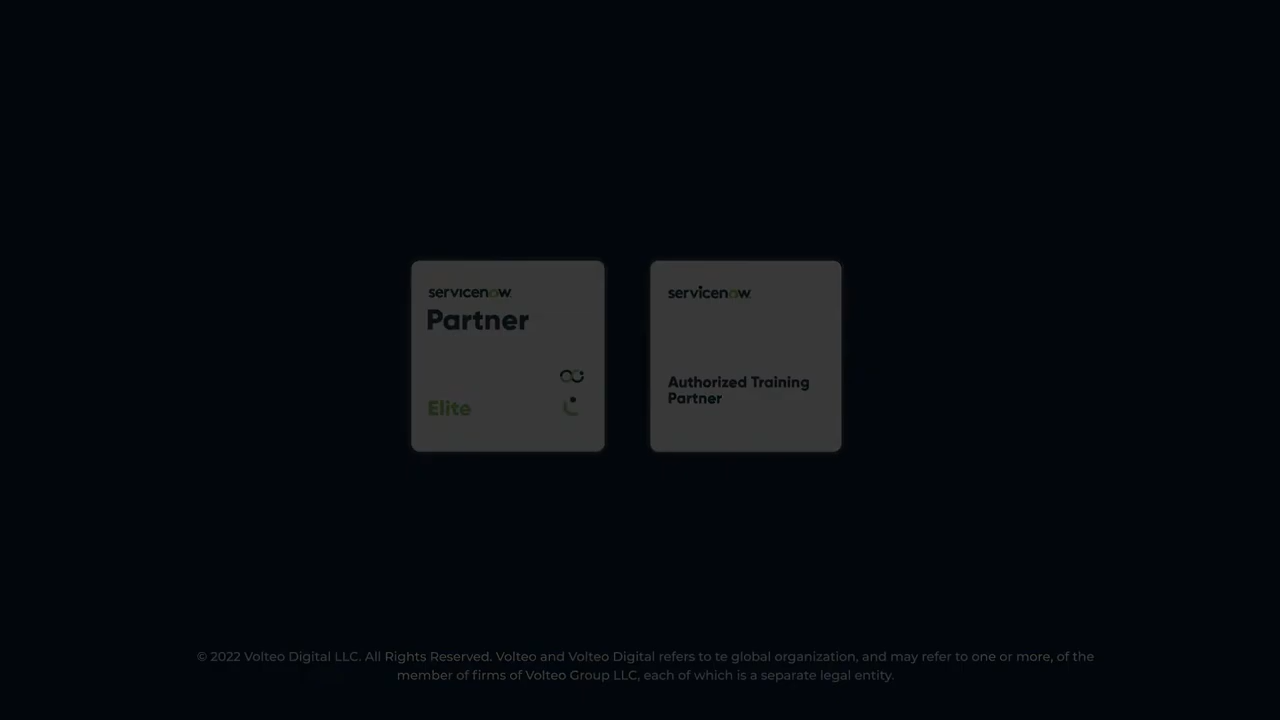 servicenow.
Partner
Elite
servicenow.
Authorized Training
Partner
© 2022 Volteo Digital LLC. All Rights Reserved. Volteo and Volteo Digital refers to te global organization, and may refer to one or more, of the
member of firms of Volteo Group LLC, each of which is a separate legal entity.